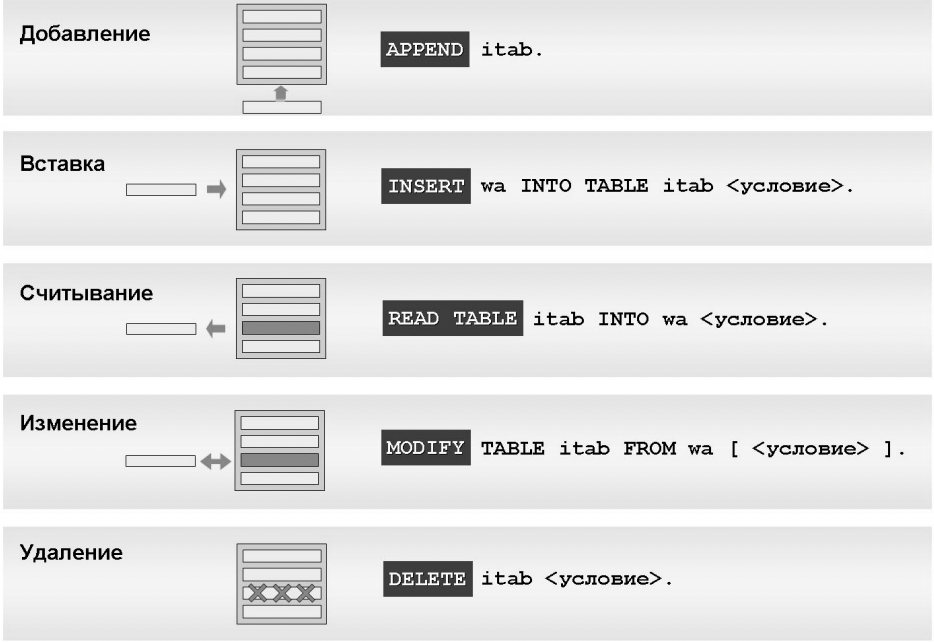 Добавление
APPEND itab.
Вставка
INSERT wa INTO TABLE itab <условие>.
Считывание
READ TABLE itab INTO wa <условие>.
Изменение
MODIFY TABLE itab FROM wa [ <условие> ].
Удаление
DELETE itab <условие>.